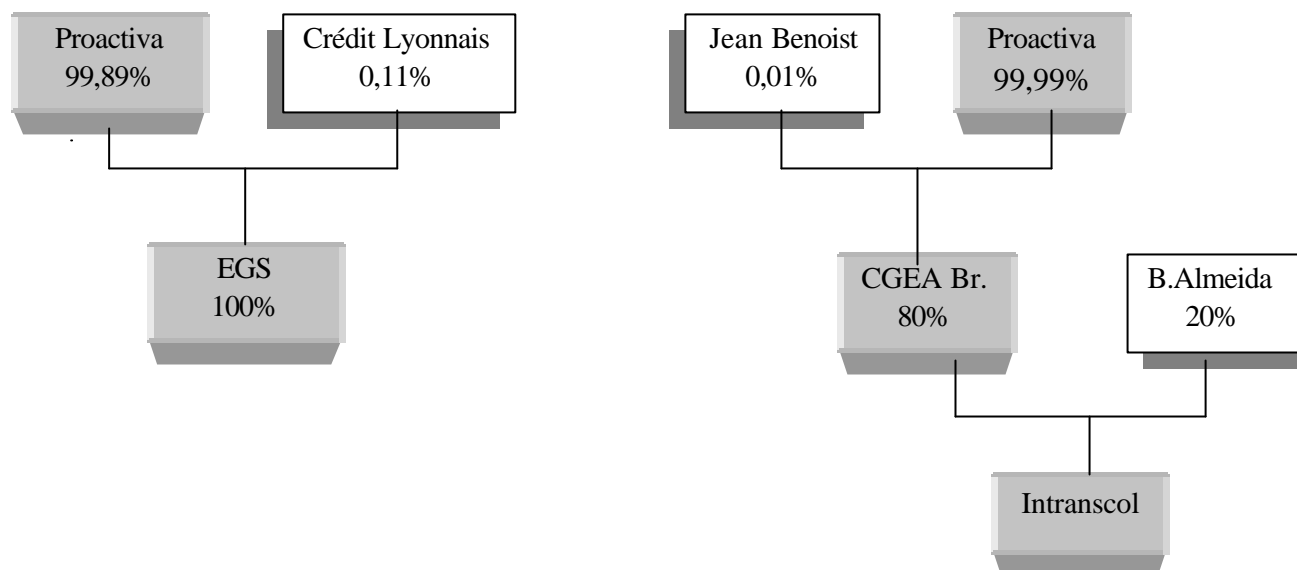 Proactiva
99,89%
Crédit Lyonnais
0,11%
Jean Benoist
0,01%
Proactiva
99,99%
EGS
100%
CGEA Br.
80%
B.Almeida
20%
Intranscol